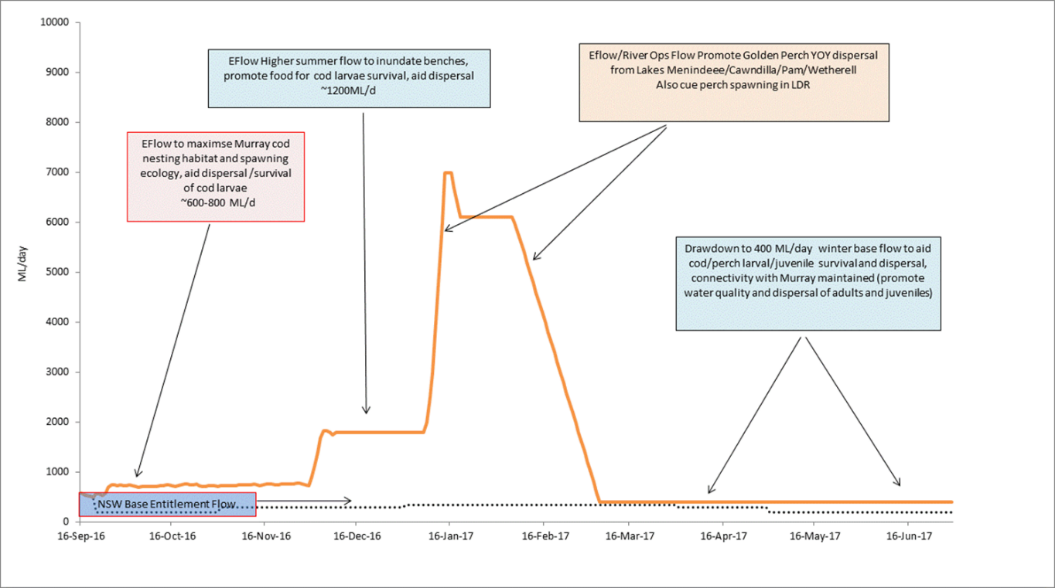 10000
9000
8000
7000
6000
5000
4000
3000
2000
1000
0
ML/day
EFlow Higher summer flow to inundate benches,
promote food for cod larvae survival, aid dispersal
~1200ML/d
Eflow/River Ops Flow Promote Golden Perch YOY dispersal
from Lakes Menindeee/Cawndilla/Pam/Wetherell
Also cue perch spawning in LDR
EFlow to maximse Murray cod
nesting habitat and spawning
ecology, aid dispersal /survival
of cod larvae
~600-800 ML/d
Drawdown to 400 ML/day winter base flow to aid
cod/perch larval/juvenile survival and dispersal,
connectivity with Murray maintained (promote
water quality and dispersal of adults and juveniles)
NSW Base Entitlement Flow
16-Sep-16 16-Oct-16 16-Nov-16 16-Dec-16 16-Jan-17 16-Feb-17 16-Mar-17 16-Apr-17 16-May-17 16-Jun-17